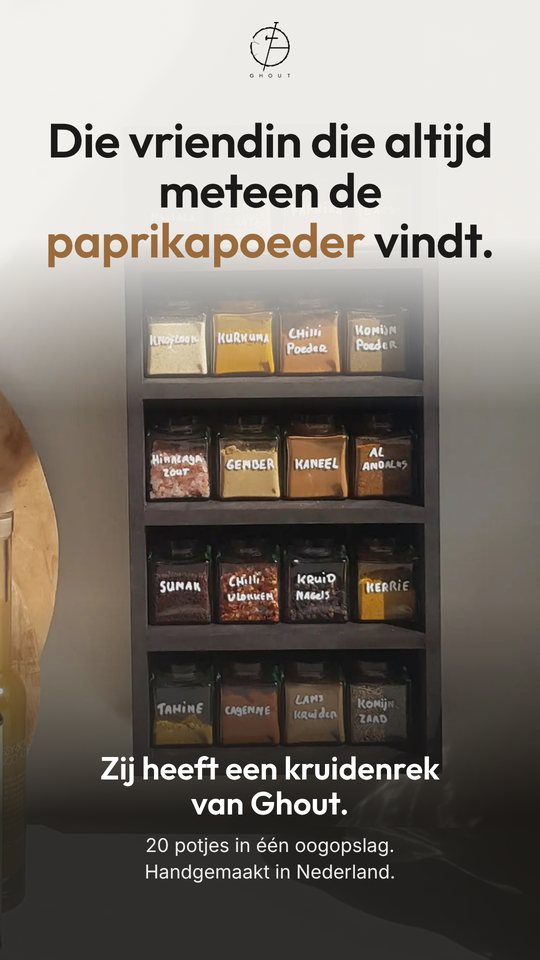 GHOUT
Die vriendin die altijd
meteen de
paprikapoeder vindt.
KNOFLOOK
KURKUMA
CHILLI
POEDER
KOMIJN
POEDER
HIMALAYA
ZOUT
GEMBER
KANEEL
AL
ANDALUS
SUMAK
CHILLI
VLOKKEN
KRUID
NAGELS
KERRIE
TAHINE
CAYENNE
LAMS
KRUIDEN
KOMIJN
ZAAD
Zij heeft een kruidenrek
van Ghout.
20 potjes in één oogopslag.
Handgemaakt in Nederland.